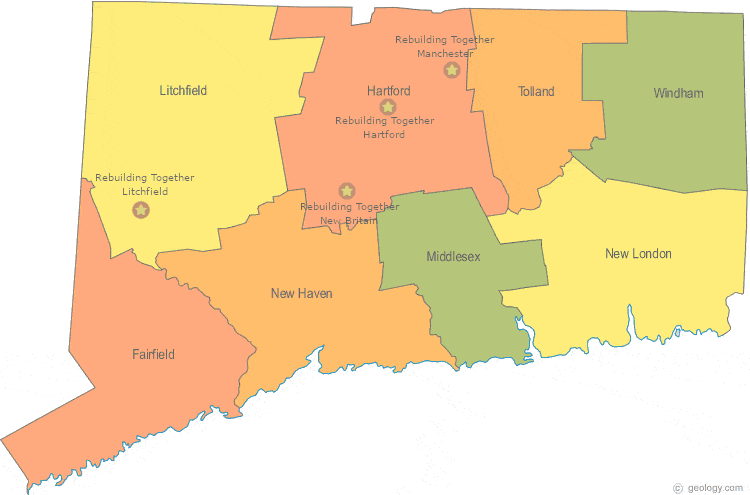 Rebuilding Together
Manchester
Litchfield
Hartford
Tolland
Windham
Rebuilding Together
Hartford
Rebuilding Together
Litchfield
Rebuilding Together
New Britain
Middlesex
New London
New Haven
Fairfield
© geology.com